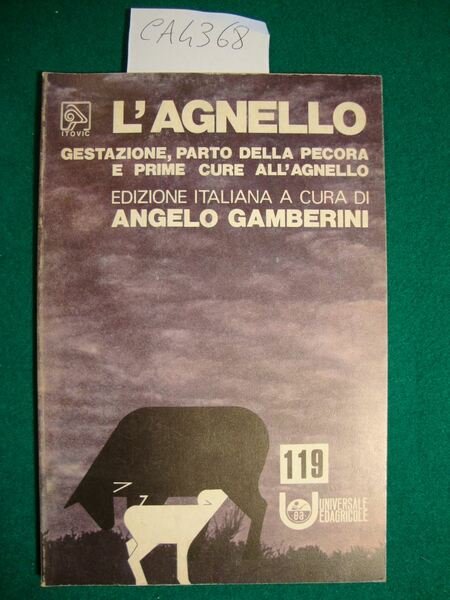 CA4368
ITOVIC
L'AGNELLO
GESTAZIONE, PARTO DELLA PECORA
E PRIME CURE ALL'AGNELLO
EDIZIONE ITALIANA A CURA DI
ANGELO GAMBERINI
119
ea
UNIVERSALE
EDAGRICOLE